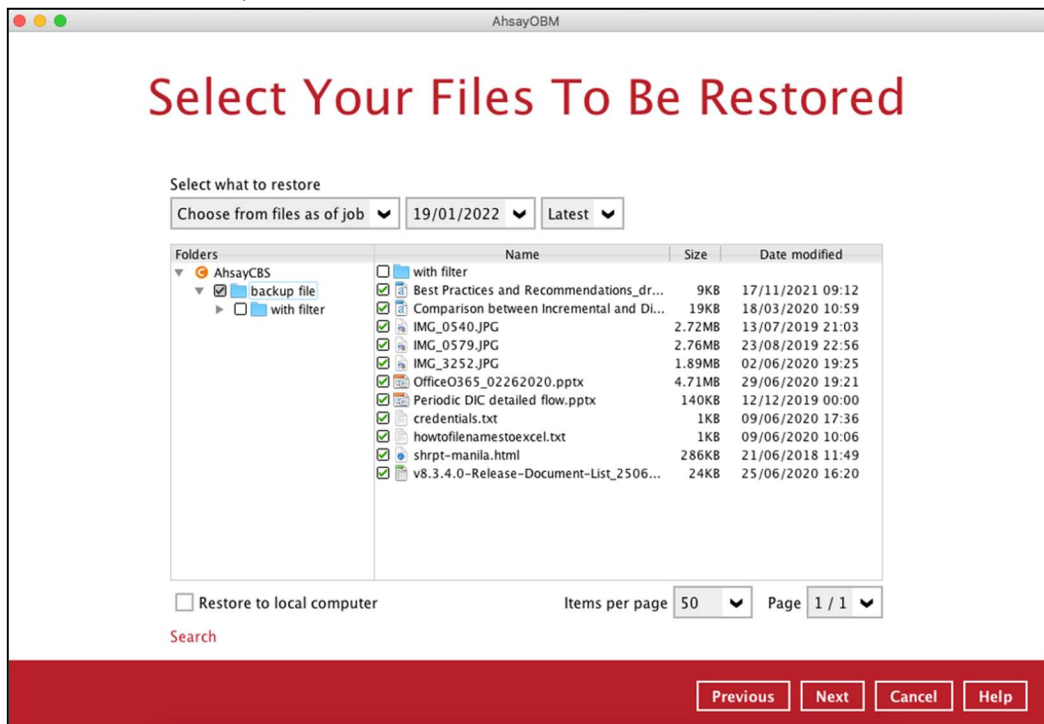 AhsayOBM
Select Your Files To Be Restored
Select what to restore
Choose from files as of job 19/01/2022 Latest
Folders Name Size Date modified
AhsayCBS
backup file
with filter
with filter
Best Practices and Recommendations_dr... 9KB 17/11/2021 09:12
Comparison between Incremental and Di... 19KB 18/03/2020 10:59
IMG_0540.JPG 2.72MB 13/07/2019 21:03
IMG_0579.JPG 2.76MB 23/08/2019 22:56
IMG_3252.JPG 1.89MB 02/06/2020 19:25
OfficeO365_02262020.pptx 4.71MB 29/06/2020 19:21
Periodic DIC detailed flow.pptx 140KB 12/12/2019 00:00
credentials.txt 1KB 09/06/2020 17:36
howtofilenamestoexcel.txt 1KB 09/06/2020 10:06
shrpt-manila.html 286KB 21/06/2018 11:49
v8.3.4.0-Release-Document-List_2506... 24KB 25/06/2020 16:20
Restore to local computer Items per page 50 Page 1 / 1
Search
Previous Next Cancel Help